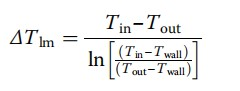 ΔT_lm = (T_in − T_out) / ln[(T_in − T_wall) / (T_out − T_wall)]